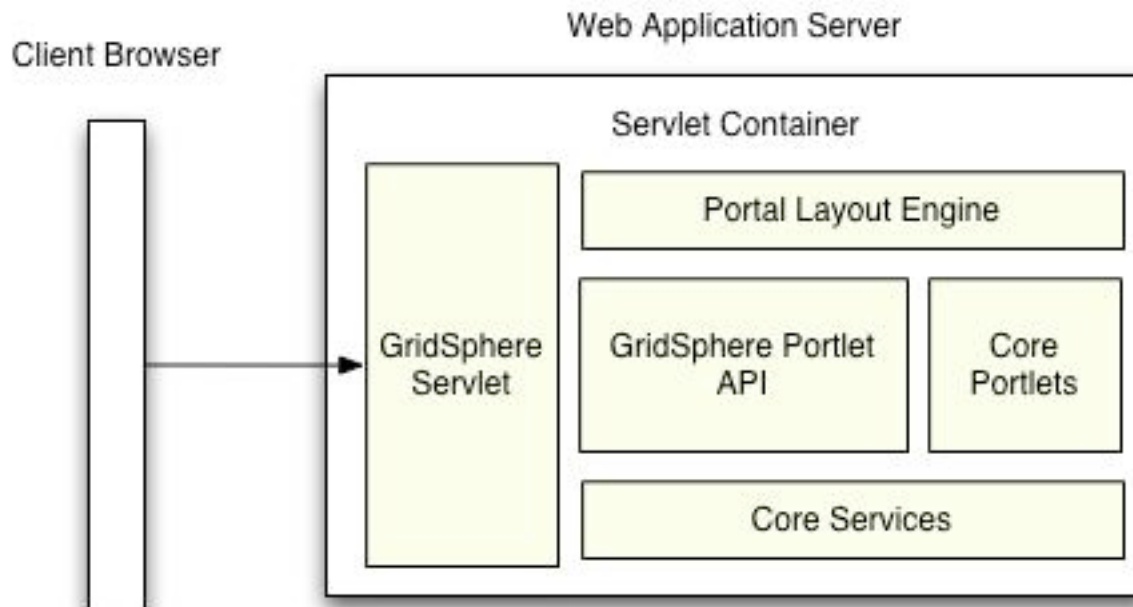 Web Application Server
Client Browser
Servlet Container
Portal Layout Engine
GridSphere
Servlet
GridSphere Portlet
API
Core
Portlets
Core Services